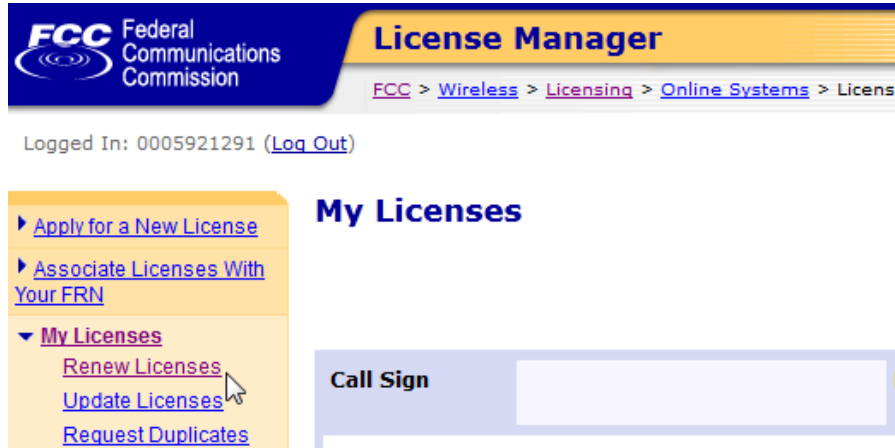 FCC Federal
Communications
Commission
License Manager
FCC > Wireless > Licensing > Online Systems > Licens
Logged In: 0005921291 (Log Out)
Apply for a New License
Associate Licenses With
Your FRN
My Licenses
Renew Licenses
Update Licenses
Request Duplicates
My Licenses
Call Sign